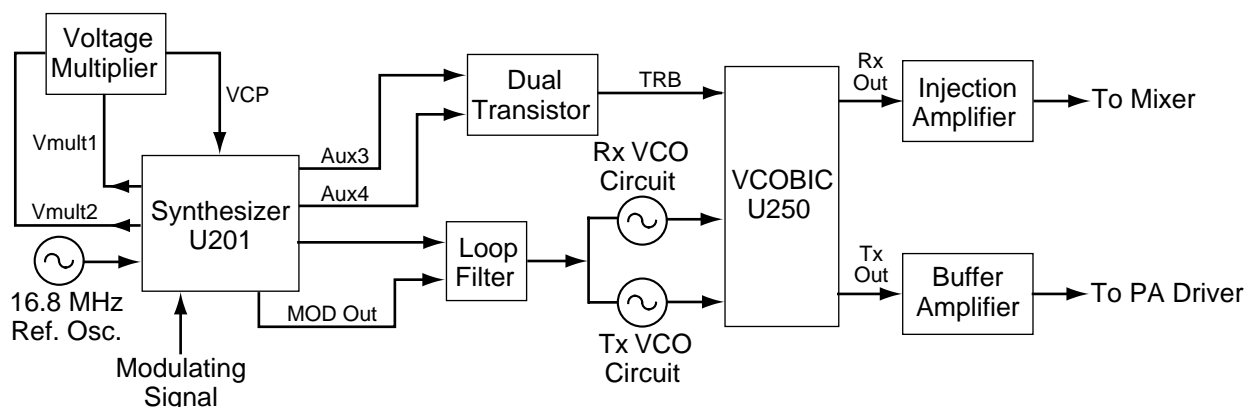 Voltage
Multiplier
VCP
Vmult1
Vmult2
Synthesizer
U201
16.8 MHz
Ref. Osc.
Modulating
Signal
Aux3
Aux4
MOD Out
Dual
Transistor
TRB
Loop
Filter
Rx VCO
Circuit
Tx VCO
Circuit
VCOBIC
U250
Rx
Out
Injection
Amplifier
To Mixer
Tx
Out
Buffer
Amplifier
To PA Driver